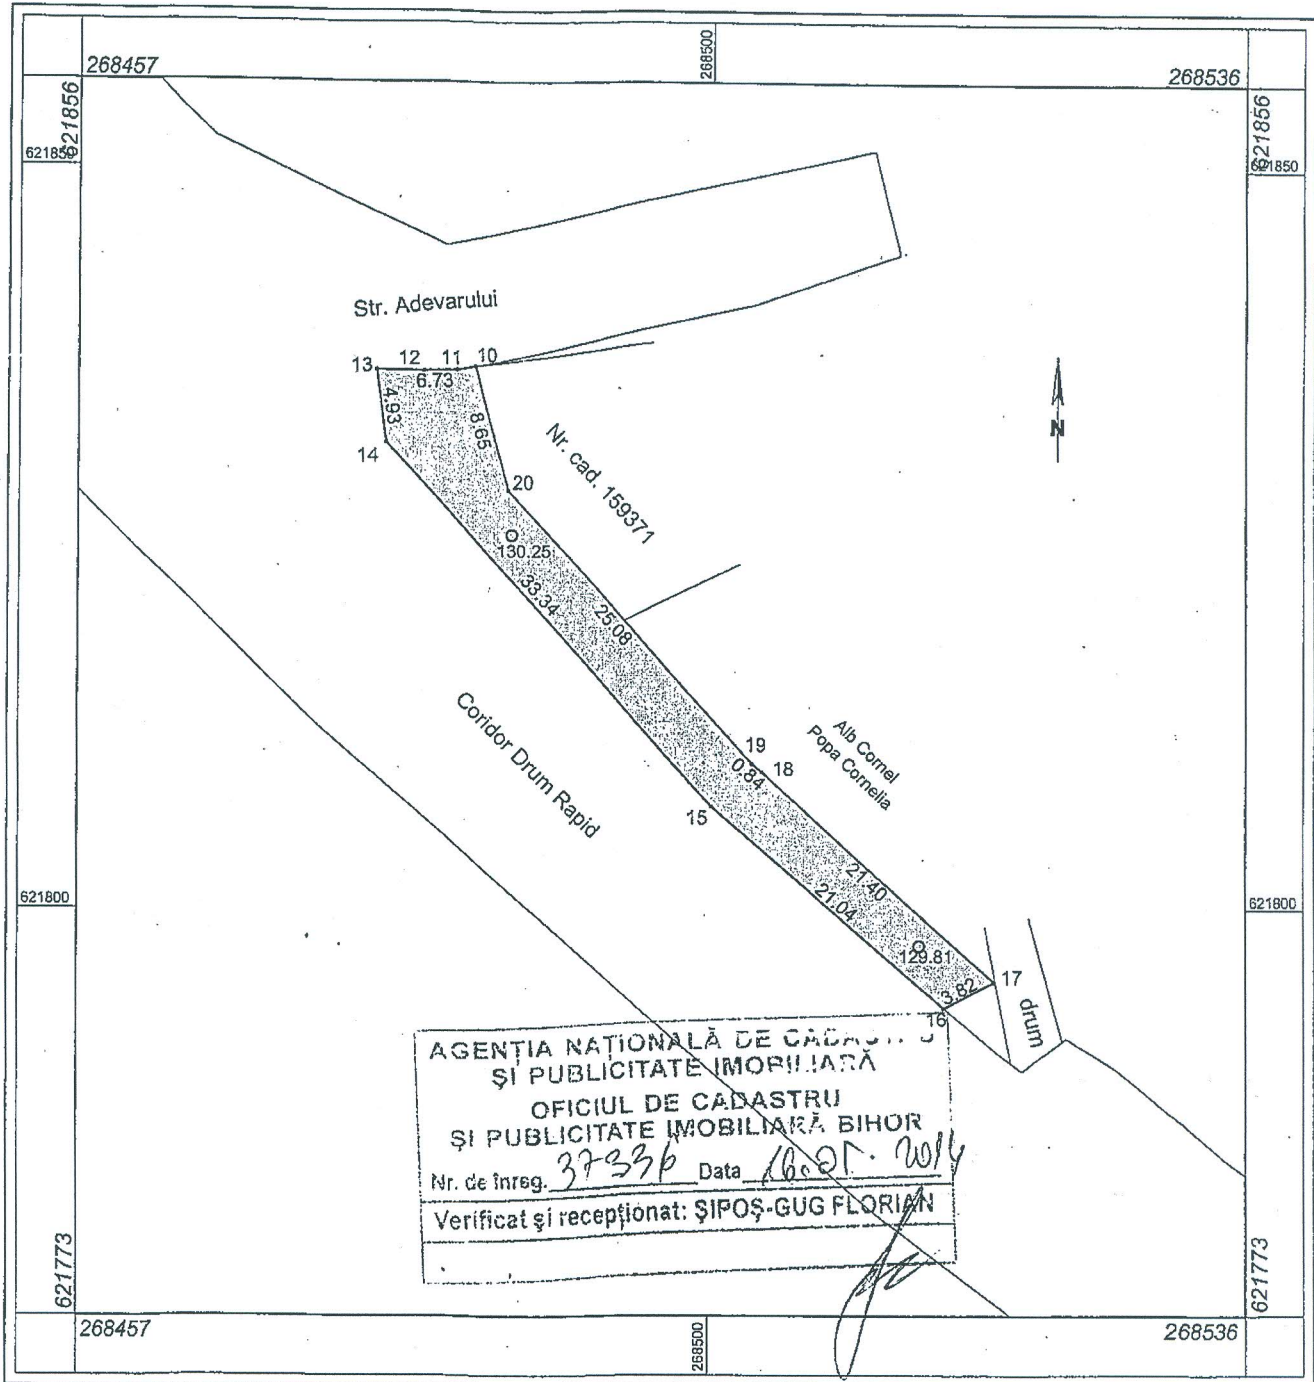 268457
268500
268536
621856
621856
621850
621850
Str. Adevarului
13
12
11
10
6.73
4.93
8.65
14
20
Nr. cad. 159371
N
130.25
33.34
25.08
Coridor Drum Rapid
19
0.84
18
Alb Cornel
Popa Cornelia
15
21.40
21.04
621800
621800
129.81
17
3.82
16
drum
AGENȚIA NAȚIONALĂ DE
ȘI PUBLICITATE IMOBILIARĂ
OFICIUL DE CADASTRU
ȘI PUBLICITATE IMOBILIARĂ BIHOR
Nr. de înreg. Data 2014
Verificat și recepționat: ȘIPOȘ-GUG FLORIAN
621773
621773
268457
268500
268536